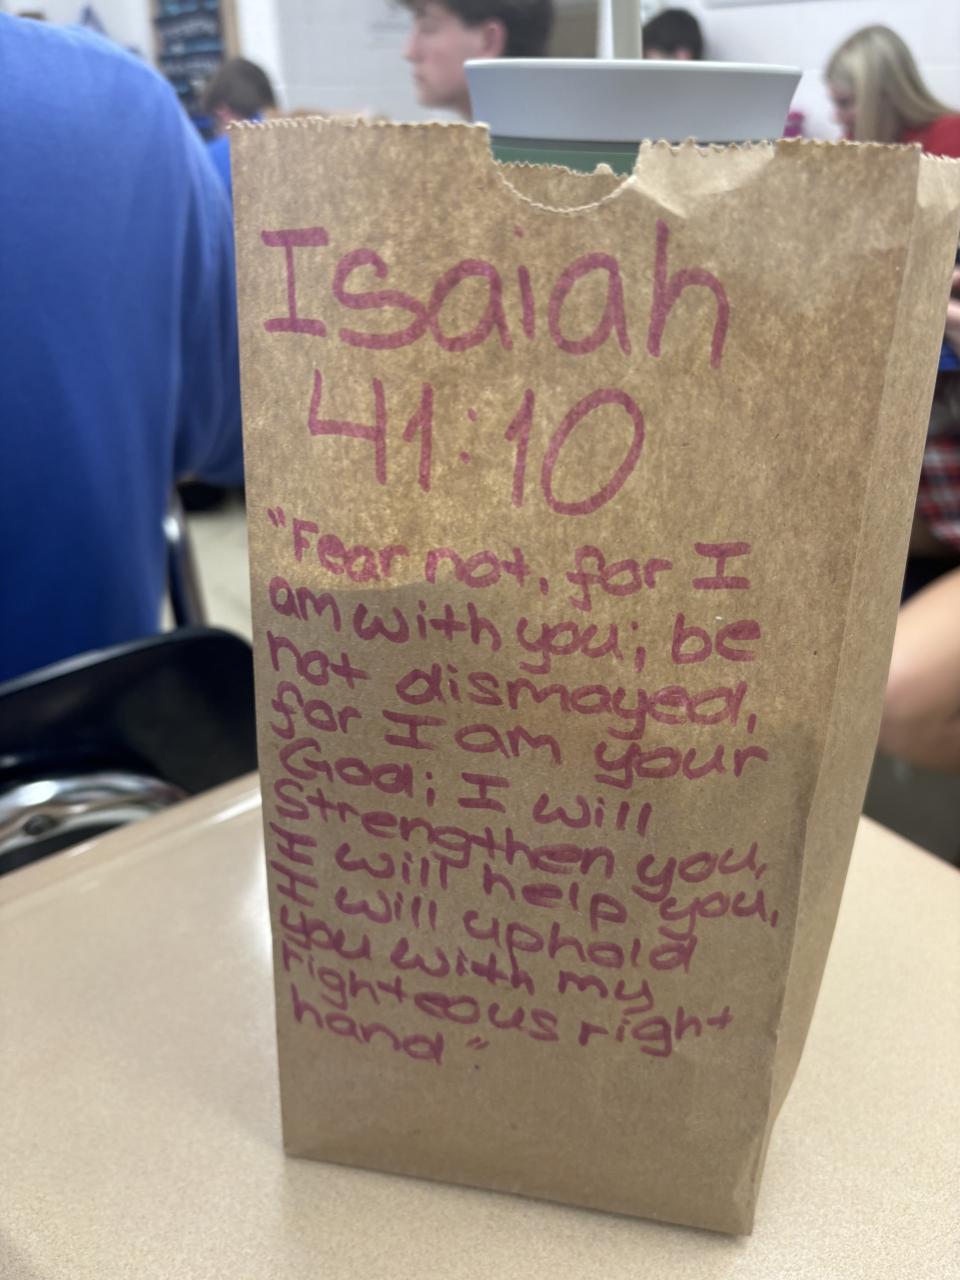 Isaiah
41:10
"Fear not, for I
am with you; be
not dismayed,
for I am your
God; I will
Strengthen you,
I will help you,
I will uphold
you with my
righteous right
hand"